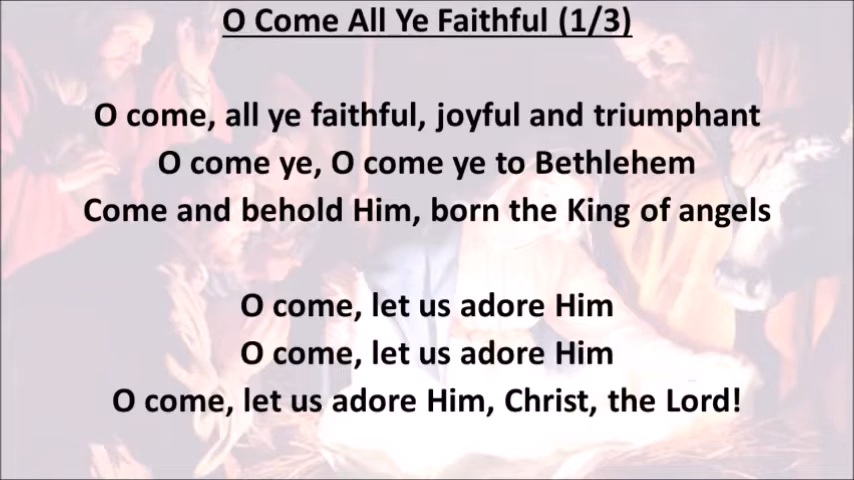 O Come All Ye Faithful (1/3)
O come, all ye faithful, joyful and triumphant
O come ye, O come ye to Bethlehem
Come and behold Him, born the King of angels
O come, let us adore Him
O come, let us adore Him
O come, let us adore Him, Christ, the Lord!